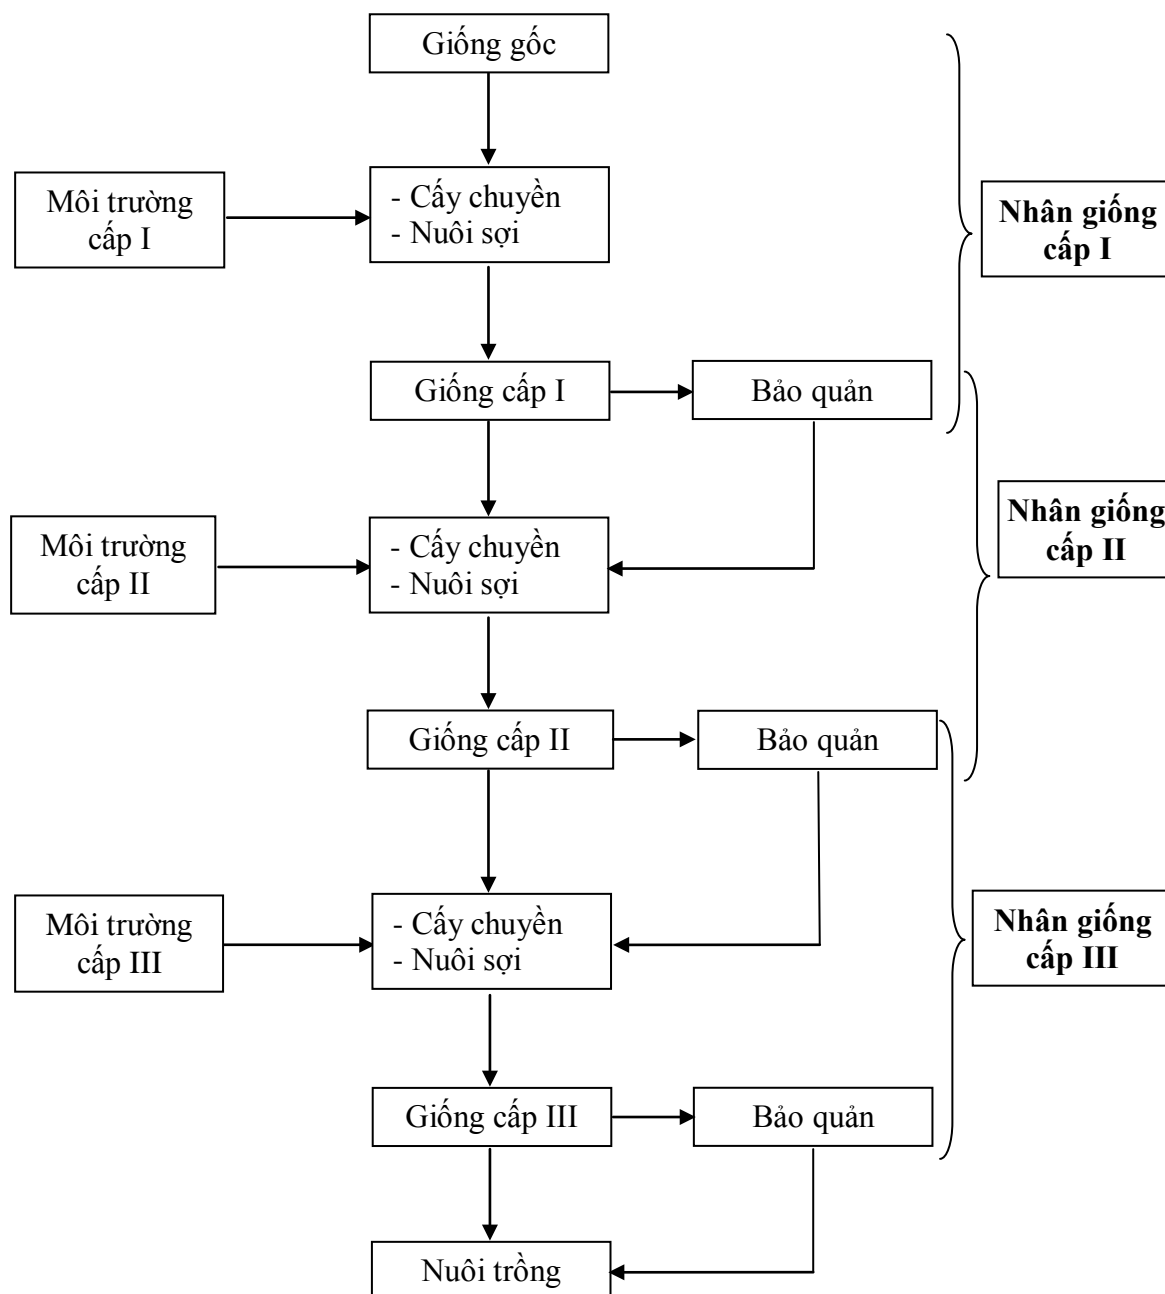 Giống gốc
Môi trường
cấp I
- Cấy chuyền
- Nuôi sợi
Nhân giống
cấp I
Giống cấp I
Bảo quản
Môi trường
cấp II
- Cấy chuyền
- Nuôi sợi
Nhân giống
cấp II
Giống cấp II
Bảo quản
Môi trường
cấp III
- Cấy chuyền
- Nuôi sợi
Nhân giống
cấp III
Giống cấp III
Bảo quản
Nuôi trồng